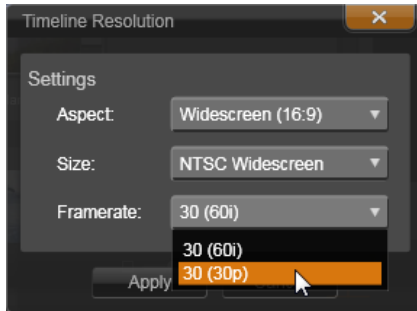 Timeline Resolution
Settings
Aspect: Widescreen (16:9)
Size: NTSC Widescreen
Framerate: 30 (60i)
30 (60i)
30 (30p)
Apply